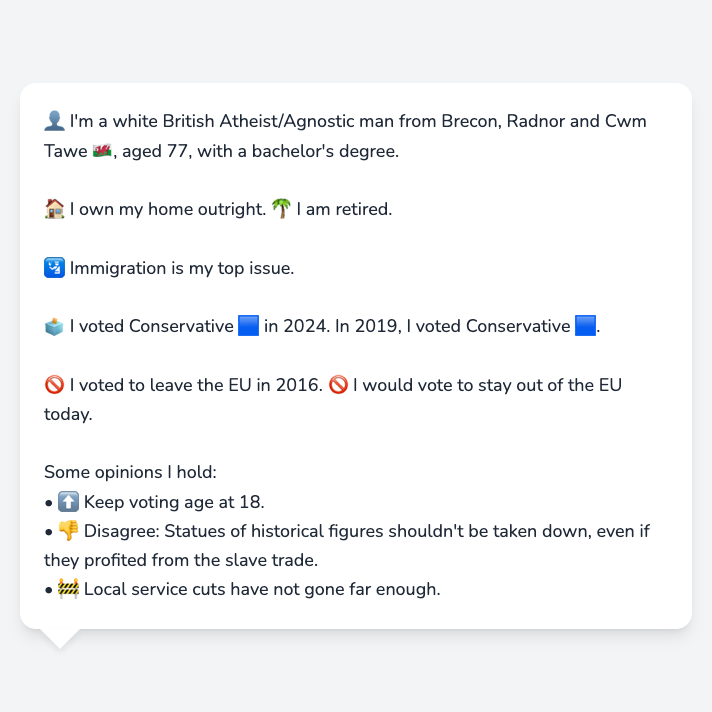 👤 I'm a white British Atheist/Agnostic man from Brecon, Radnor and Cwm
Tawe 🏴󠁧󠁢󠁷󠁬󠁳󠁿, aged 77, with a bachelor's degree.
🏠 I own my home outright. 🌴 I am retired.
🛂 Immigration is my top issue.
🗳️ I voted Conservative 🟦 in 2024. In 2019, I voted Conservative 🟦.
🚫 I voted to leave the EU in 2016. 🚫 I would vote to stay out of the EU
today.
Some opinions I hold:
• ⬆️ Keep voting age at 18.
• 👎 Disagree: Statues of historical figures shouldn't be taken down, even if
they profited from the slave trade.
• 🚧 Local service cuts have not gone far enough.